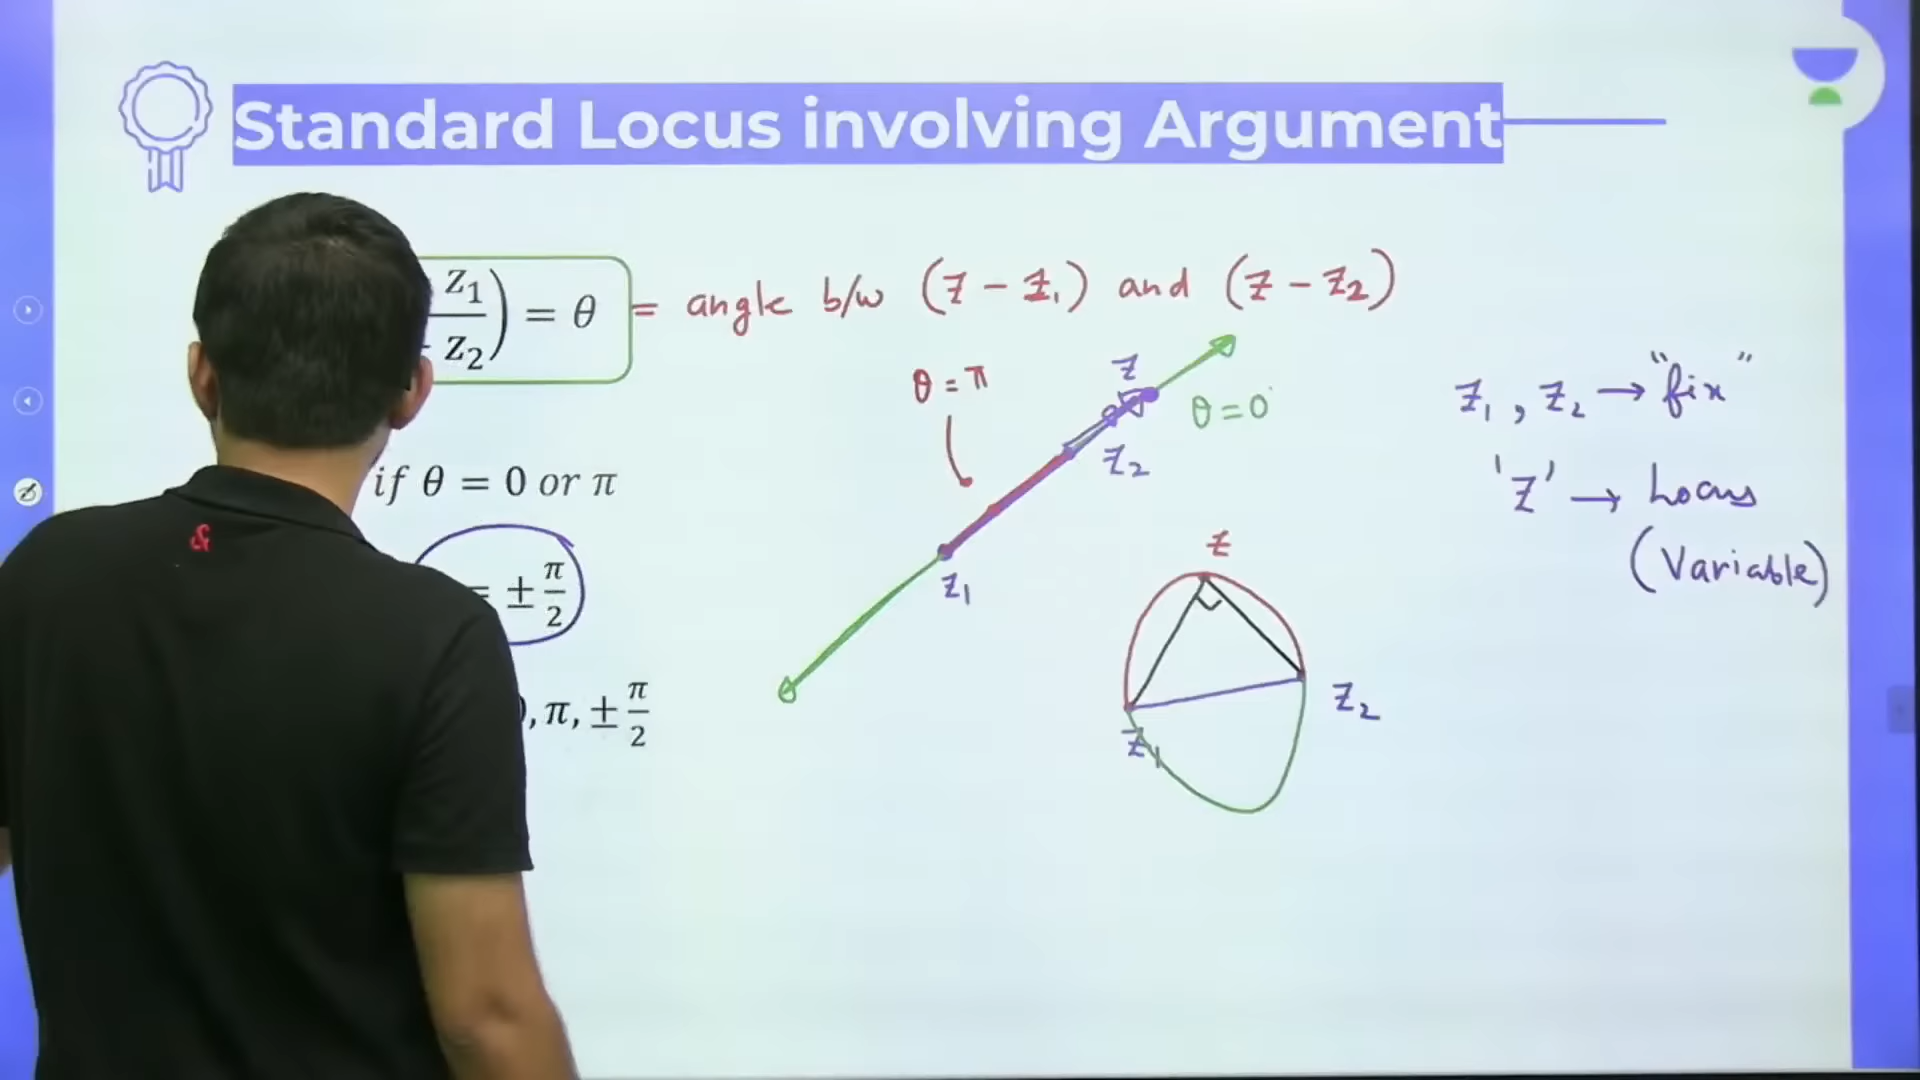 Standard Locus involving Argument
z₁ / z₂) = θ = angle b/w (z - z₁) and (z - z₂)
θ = π
z
θ = 0
z₂
z₁
z₁, z₂ → "fix"
'z' → Locus
(Variable)
if θ = 0 or π
= ± π/2
, π, ± π/2
z
z₂
z₁
&